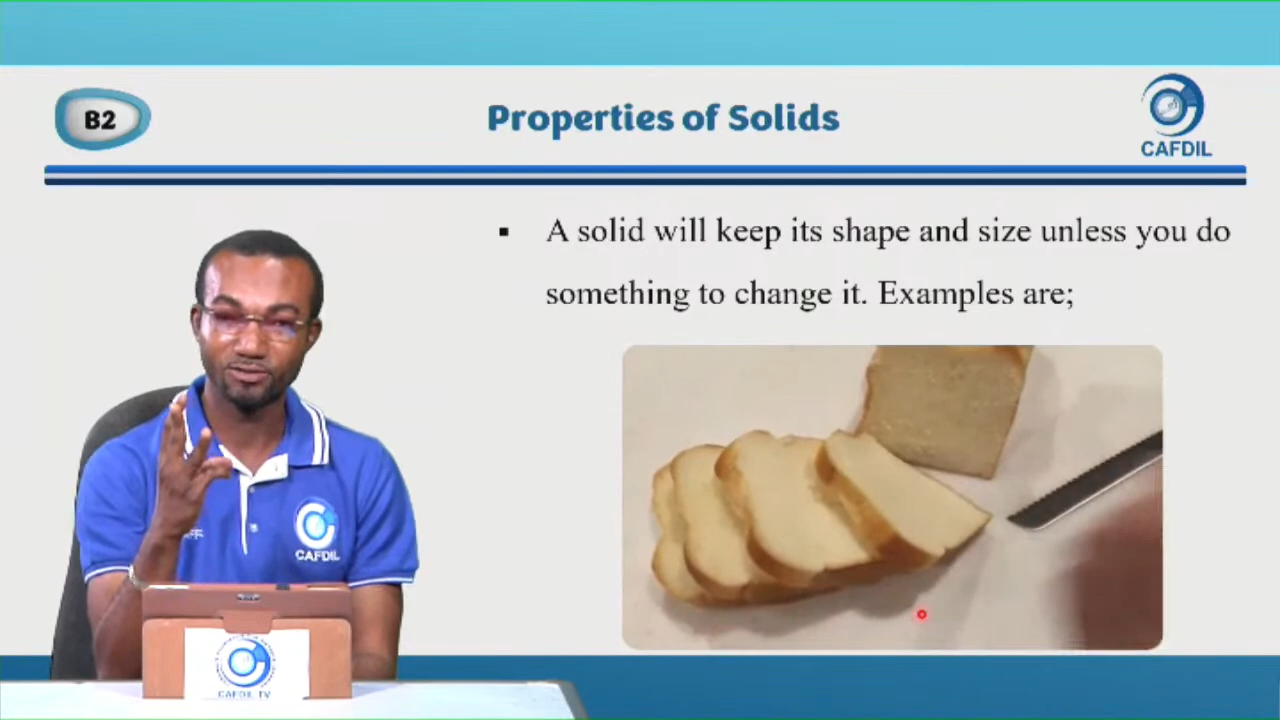 B2
Properties of Solids
CAFDIL
▪ A solid will keep its shape and size unless you do
something to change it. Examples are;
CAFDIL
CAFDIL TV